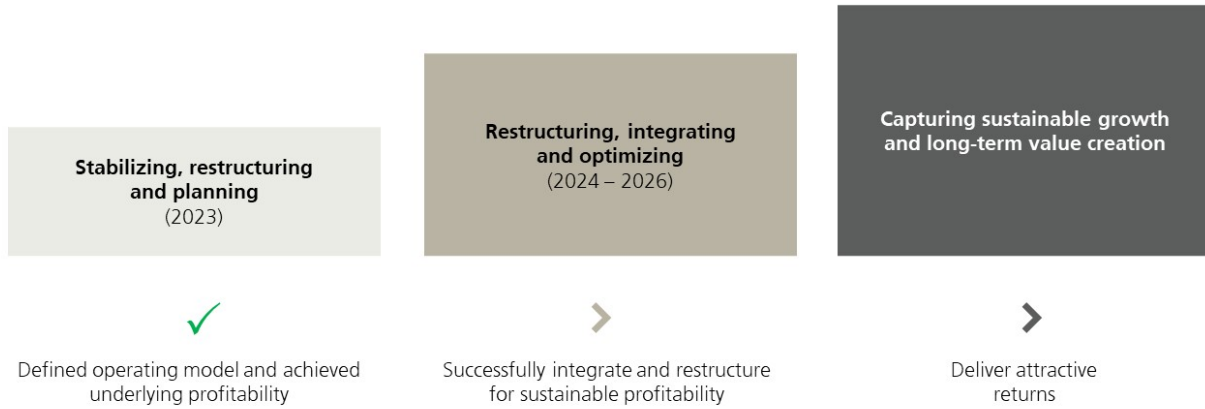 Stabilizing, restructuring
and planning
(2023)
Defined operating model and achieved
underlying profitability
Restructuring, integrating
and optimizing
(2024 – 2026)
Successfully integrate and restructure
for sustainable profitability
Capturing sustainable growth
and long-term value creation
Deliver attractive
returns